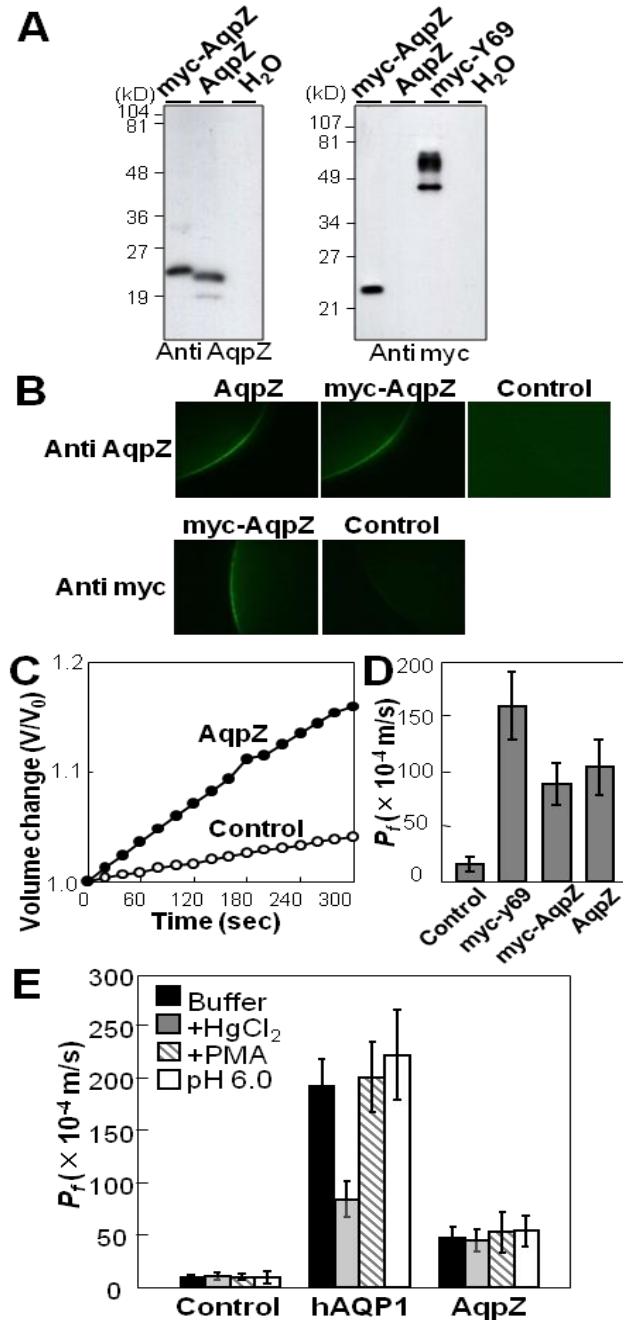 A
myc-AqpZ
AqpZ
H2O
myc-AqpZ
AqpZ
myc-Y69
H2O
(kD)
104
81
48
36
27
19
(kD)
107
81
49
34
27
21
Anti AqpZ
Anti myc
B
AqpZ
myc-AqpZ
Control
Anti AqpZ
myc-AqpZ
Control
Anti myc
C
Volume change (V/V0)
1.2
1.1
1.0
AqpZ
Control
0
60
120
180
240
300
Time (sec)
D
Pf (× 10-4 m/s)
200
150
100
50
0
Control
myc-y69
myc-AqpZ
AqpZ
E
Pf (× 10-4 m/s)
300
250
200
150
100
50
0
Buffer
+HgCl2
+PMA
pH 6.0
Control
hAQP1
AqpZ